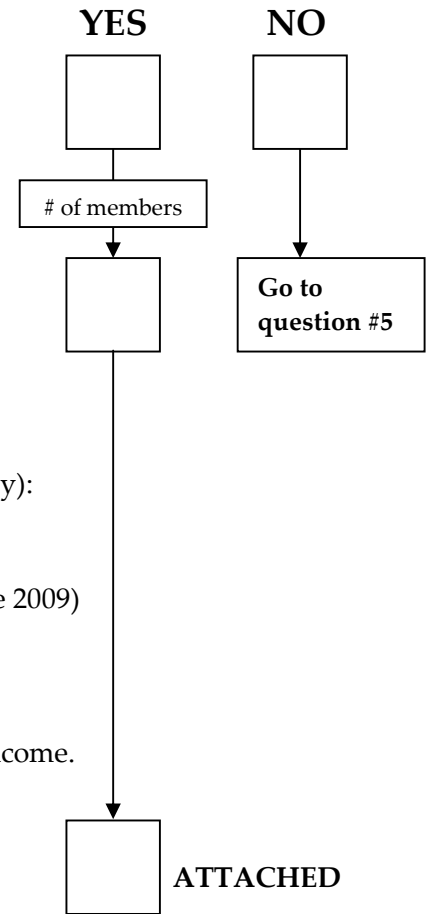 YES NO
# of members
Go to
question #5
y):
e 2009)
come.
ATTACHED